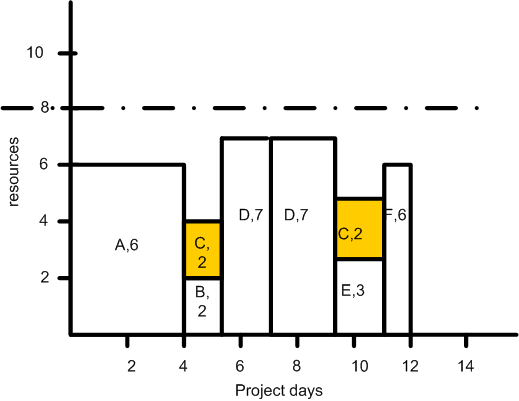 10
8
6
4
2
resources
A,6
C,
2
B,
2
D,7
D,7
C,2
E,3
F,6
2 4 6 8 10 12 14
Project days